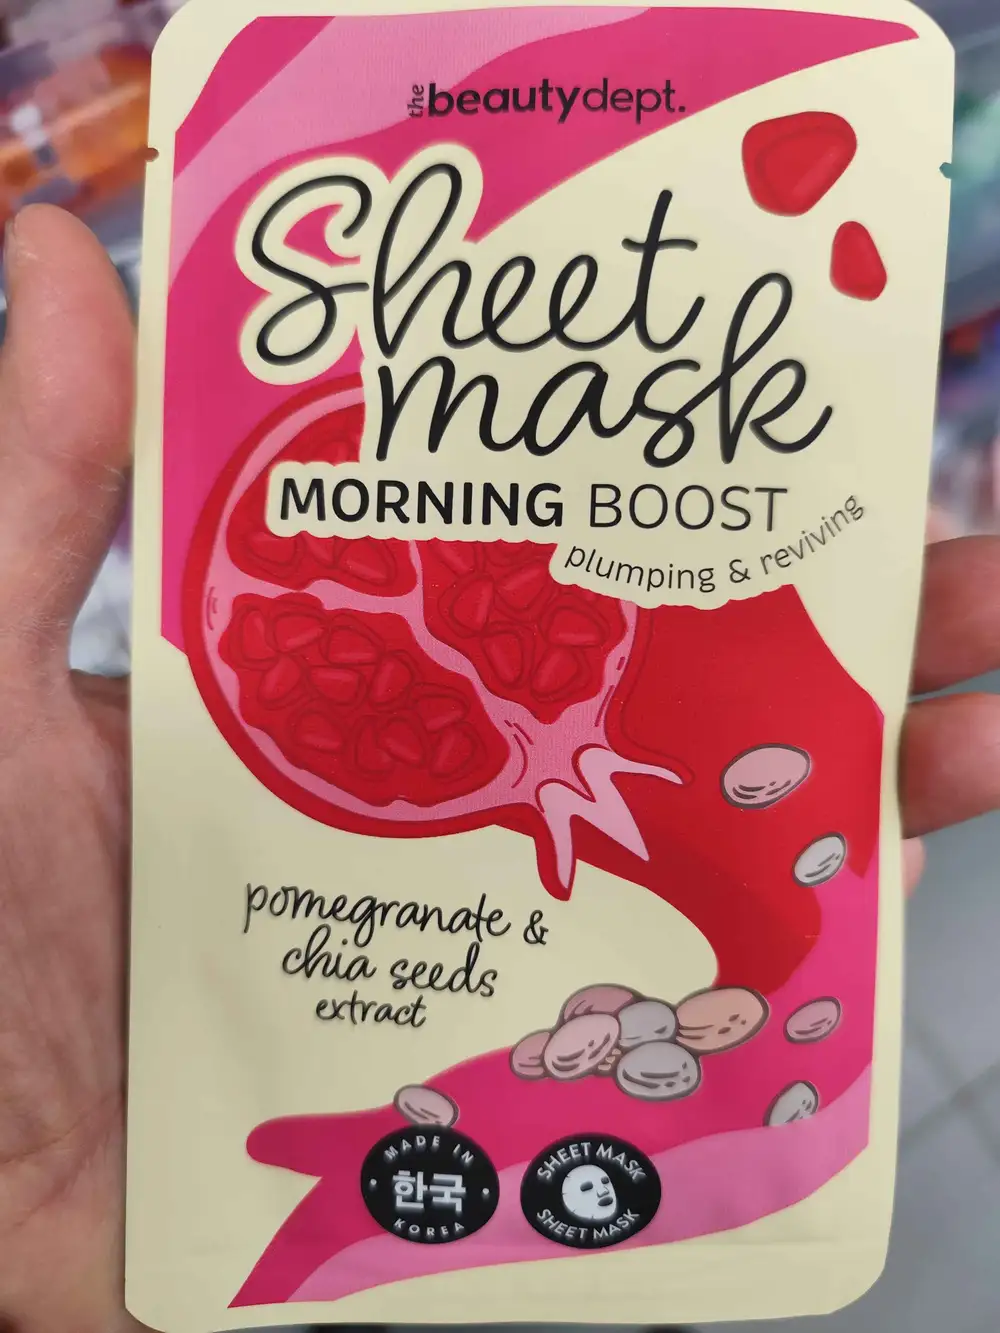 the beautydept.
Sheet
mask
MORNING BOOST
plumping & reviving
pomegranate &
chia seeds
extract
MADE IN
한국
KOREA
SHEET MASK
SHEET MASK